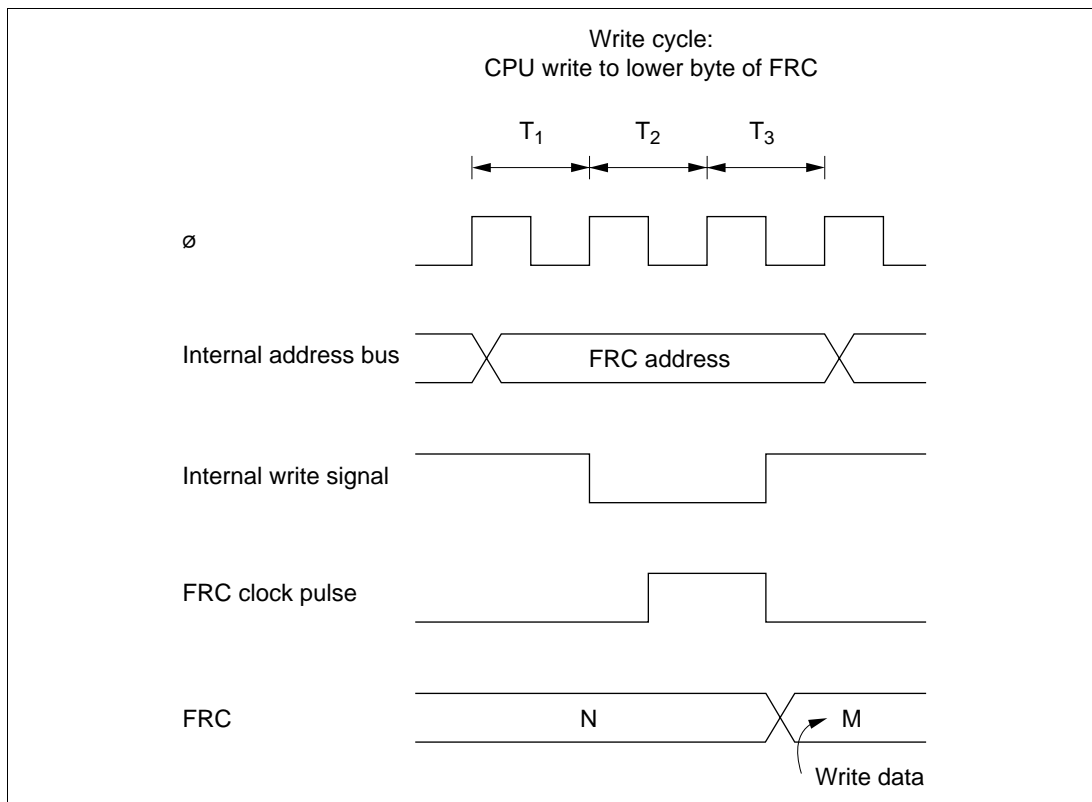 Write cycle:
CPU write to lower byte of FRC
T1 T2 T3
ø
Internal address bus FRC address
Internal write signal
FRC clock pulse
FRC N M
Write data